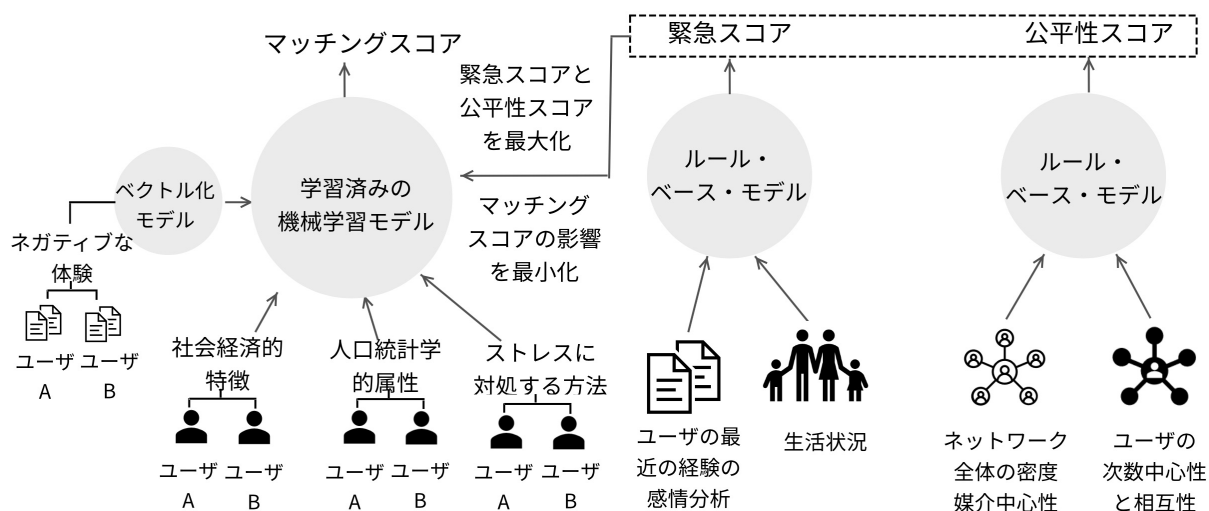 マッチングスコア
緊急スコアと
公平性スコア
を最大化
緊急スコア
公平性スコア
ベクトル化
モデル
学習済みの
機械学習モデル
マッチング
スコアの影響
を最小化
ルール・
ベース・モデル
ルール・
ベース・モデル
ネガティブな
体験
ユーザ
A
ユーザ
B
社会経済的
特徴
ユーザ
A
ユーザ
B
人口統計学
的属性
ユーザ
A
ユーザ
B
ストレスに
対処する方法
ユーザ
A
ユーザ
B
ユーザの最
近の経験の
感情分析
生活状況
ネットワーク
全体の密度
媒介中心性
ユーザの
次数中心性
と相互性